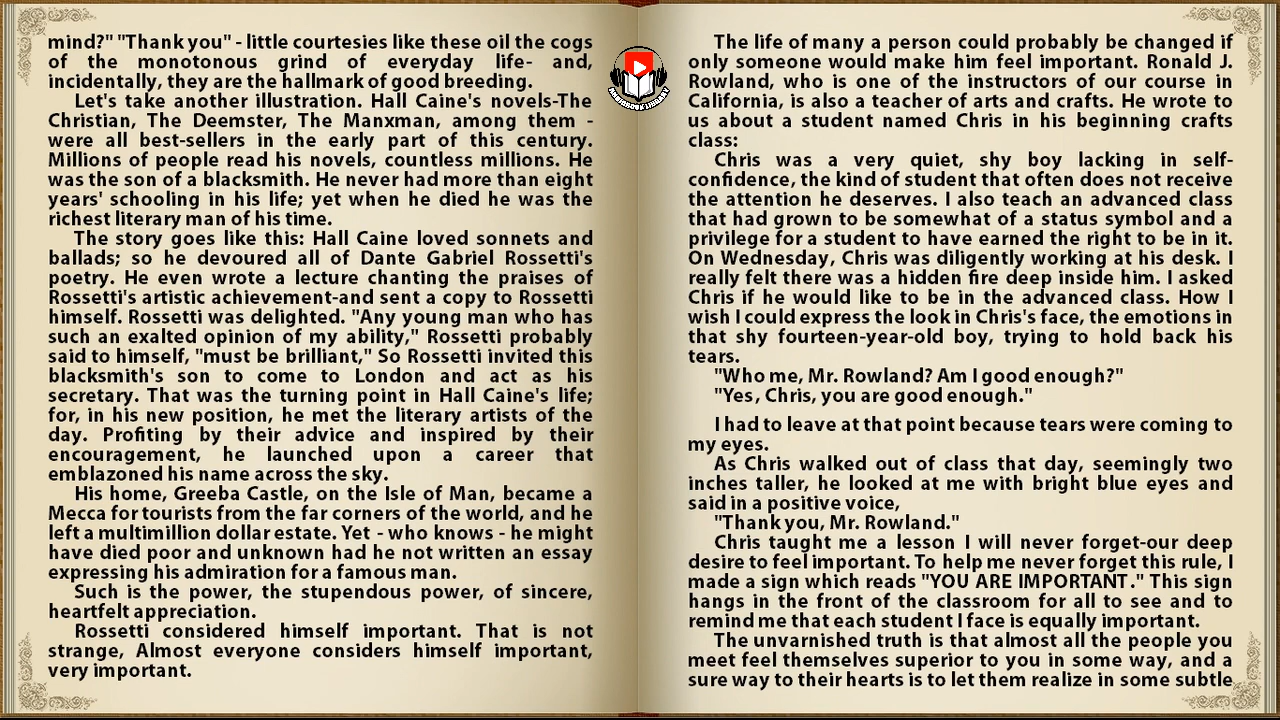 mind?" "Thank you" - little courtesies like these oil the cogs
of the monotonous grind of everyday life- and,
incidentally, they are the hallmark of good breeding.
Let's take another illustration. Hall Caine's novels-The
Christian, The Deemster, The Manxman, among them -
were all best-sellers in the early part of this century.
Millions of people read his novels, countless millions. He
was the son of a blacksmith. He never had more than eight
years' schooling in his life; yet when he died he was the
richest literary man of his time.
The story goes like this: Hall Caine loved sonnets and
ballads; so he devoured all of Dante Gabriel Rossetti's
poetry. He even wrote a lecture chanting the praises of
Rossetti's artistic achievement-and sent a copy to Rossetti
himself. Rossetti was delighted. "Any young man who has
such an exalted opinion of my ability," Rossetti probably
said to himself, "must be brilliant," So Rossetti invited this
blacksmith's son to come to London and act as his
secretary. That was the turning point in Hall Caine's life;
for, in his new position, he met the literary artists of the
day. Profiting by their advice and inspired by their
encouragement, he launched upon a career that
emblazoned his name across the sky.
His home, Greeba Castle, on the Isle of Man, became a
Mecca for tourists from the far corners of the world, and he
left a multimillion dollar estate. Yet - who knows - he might
have died poor and unknown had he not written an essay
expressing his admiration for a famous man.
Such is the power, the stupendous power, of sincere,
heartfelt appreciation.
Rossetti considered himself important. That is not
strange, Almost everyone considers himself important,
very important.
The life of many a person could probably be changed if
only someone would make him feel important. Ronald J.
Rowland, who is one of the instructors of our course in
California, is also a teacher of arts and crafts. He wrote to
us about a student named Chris in his beginning crafts
class:
Chris was a very quiet, shy boy lacking in self-
confidence, the kind of student that often does not receive
the attention he deserves. I also teach an advanced class
that had grown to be somewhat of a status symbol and a
privilege for a student to have earned the right to be in it.
On Wednesday, Chris was diligently working at his desk. I
really felt there was a hidden fire deep inside him. I asked
Chris if he would like to be in the advanced class. How I
wish I could express the look in Chris's face, the emotions in
that shy fourteen-year-old boy, trying to hold back his
tears.
"Who me, Mr. Rowland? Am I good enough?"
"Yes, Chris, you are good enough."
I had to leave at that point because tears were coming to
my eyes.
As Chris walked out of class that day, seemingly two
inches taller, he looked at me with bright blue eyes and
said in a positive voice,
"Thank you, Mr. Rowland."
Chris taught me a lesson I will never forget-our deep
desire to feel important. To help me never forget this rule, I
made a sign which reads "YOU ARE IMPORTANT." This sign
hangs in the front of the classroom for all to see and to
remind me that each student I face is equally important.
The unvarnished truth is that almost all the people you
meet feel themselves superior to you in some way, and a
sure way to their hearts is to let them realize in some subtle